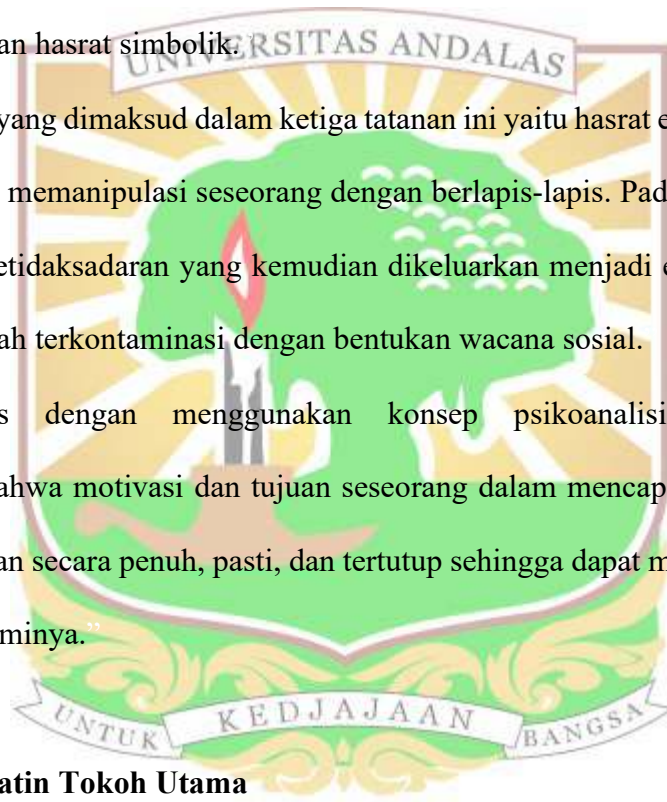 an hasrat simbolik.
UNIVERSITAS ANDALAS
yang dimaksud dalam ketiga tatanan ini yaitu hasrat e
memanipulasi seseorang dengan berlapis-lapis. Pad
etidaksadaran yang kemudian dikeluarkan menjadi e
ah terkontaminasi dengan bentukan wacana sosial.
s dengan menggunakan konsep psikoanalisi
ahwa motivasi dan tujuan seseorang dalam mencap
an secara penuh, pasti, dan tertutup sehingga dapat m
minya.”
UNTUK KEDJAJAAN BANGSA
atin Tokoh Utama